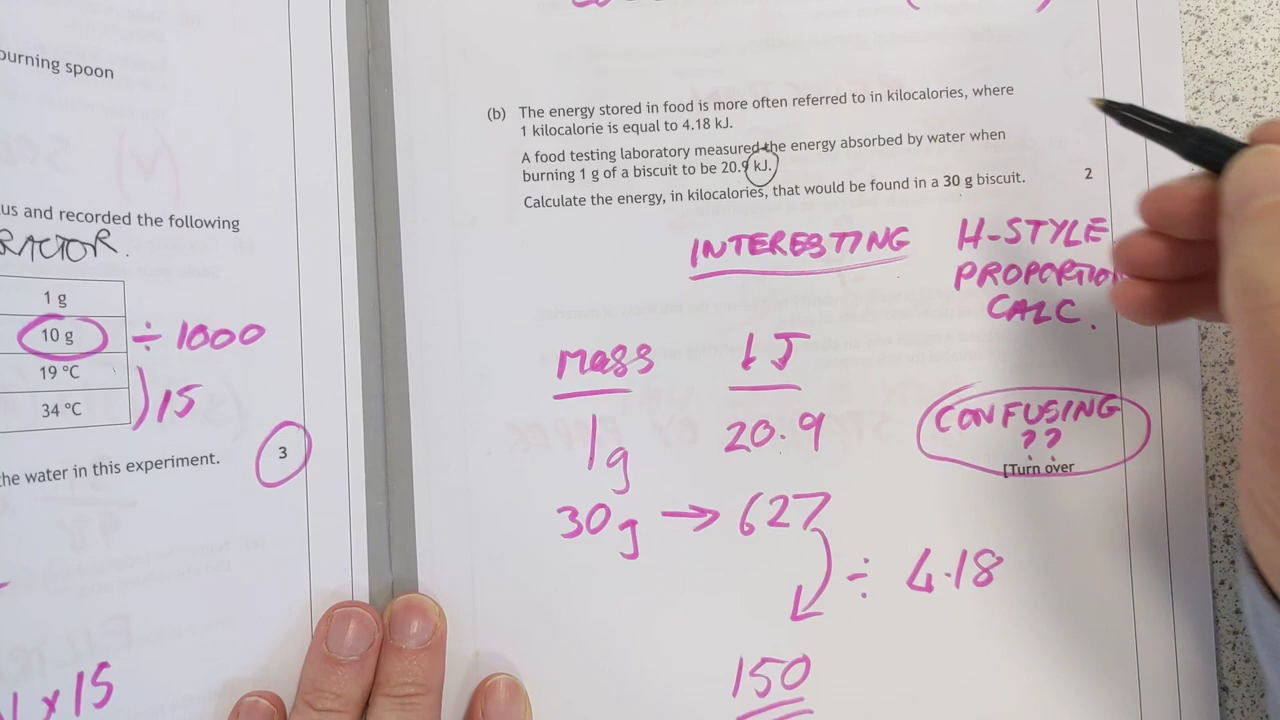 burning spoon
us and recorded the following
RACTOR.
1 g
10 g
÷ 1000
19 °C
34 °C
) 15
3
the water in this experiment.
x 15
(b) The energy stored in food is more often referred to in kilocalories, where
1 kilocalorie is equal to 4.18 kJ.
A food testing laboratory measured the energy absorbed by water when
burning 1 g of a biscuit to be 20.9 kJ.
Calculate the energy, in kilocalories, that would be found in a 30 g biscuit.
2
INTERESTING
H-STYLE
PROPORTION
CALC.
MASS
kJ
1g
20.9
CONFUSING
??
[Turn over
30g → 627
÷ 4.18
150